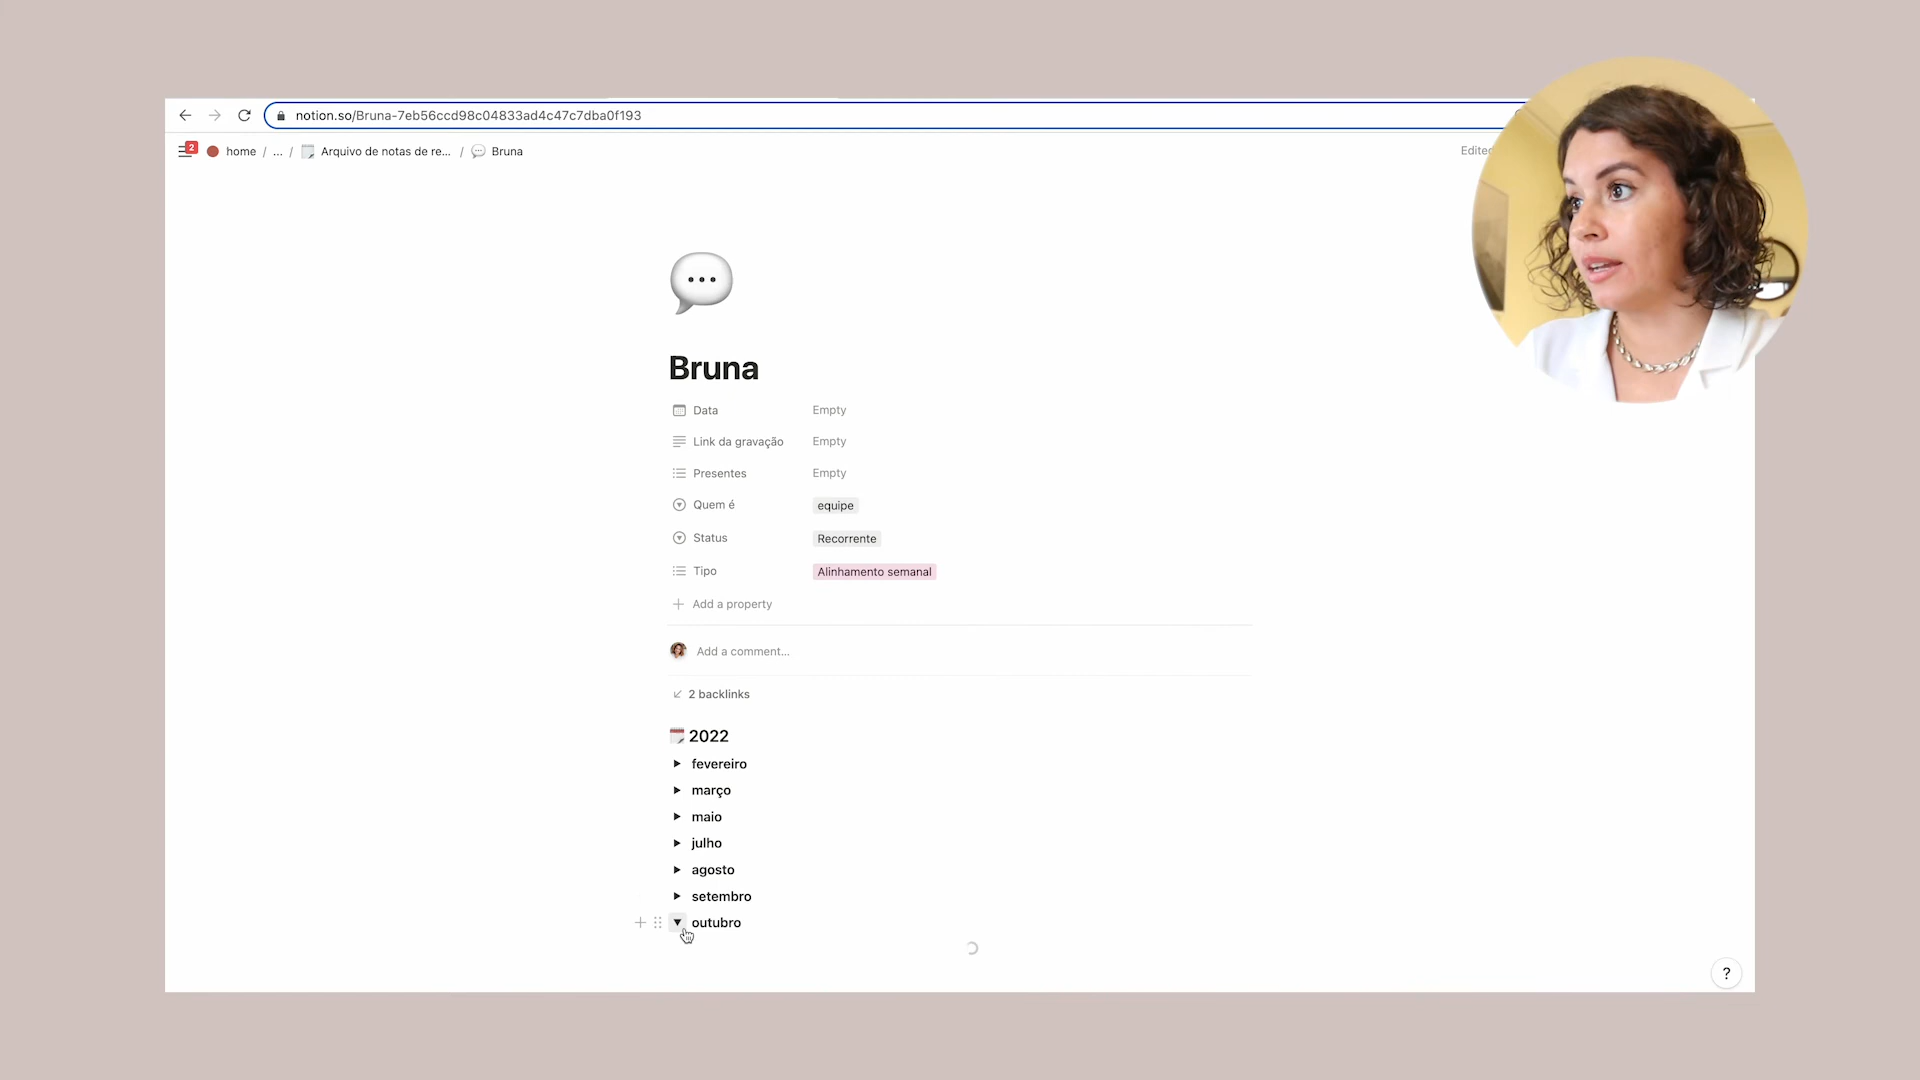 notion.so/Bruna-7eb56ccd98c04833ad4c47c7dba0f193
2
home / ... / Arquivo de notas de re... / Bruna
Edited
Bruna
Data Empty
Link da gravação Empty
Presentes Empty
Quem é equipe
Status Recorrente
Tipo Alinhamento semanal
Add a property
Add a comment...
2 backlinks
2022
fevereiro
março
maio
julho
agosto
setembro
outubro
?